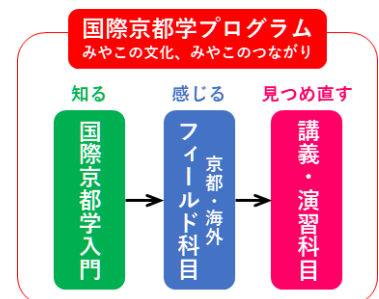 国際京都学プログラム
みやこの文化、みやこのつながり
知る
感じる
見つめ直す
国際京都学入門
京都・海外
フィールド科目
講義・演習科目